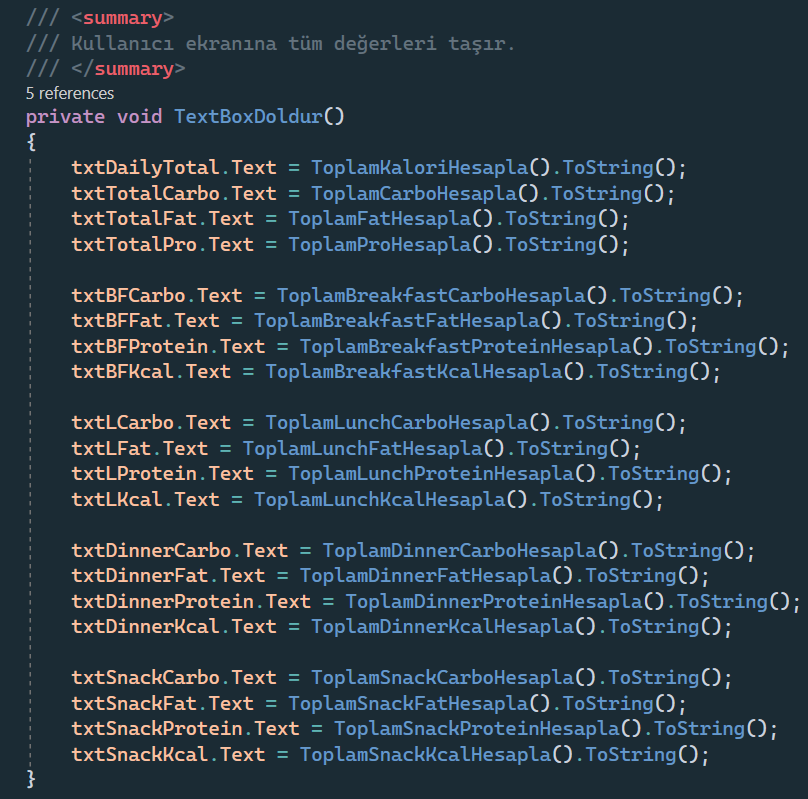 /// <summary>
/// Kullanıcı ekranına tüm değerleri taşır.
/// </summary>
5 references
private void TextBoxDoldur()
{
txtDailyTotal.Text = ToplamKaloriHesapla().ToString();
txtTotalCarbo.Text = ToplamCarboHesapla().ToString();
txtTotalFat.Text = ToplamFatHesapla().ToString();
txtTotalPro.Text = ToplamProHesapla().ToString();

txtBFCarbo.Text = ToplamBreakfastCarboHesapla().ToString();
txtBFFat.Text = ToplamBreakfastFatHesapla().ToString();
txtBFProtein.Text = ToplamBreakfastProteinHesapla().ToString();
txtBFKcal.Text = ToplamBreakfastKcalHesapla().ToString();

txtLCarbo.Text = ToplamLunchCarboHesapla().ToString();
txtLFat.Text = ToplamLunchFatHesapla().ToString();
txtLProtein.Text = ToplamLunchProteinHesapla().ToString();
txtLKcal.Text = ToplamLunchKcalHesapla().ToString();

txtDinnerCarbo.Text = ToplamDinnerCarboHesapla().ToString();
txtDinnerFat.Text = ToplamDinnerFatHesapla().ToString();
txtDinnerProtein.Text = ToplamDinnerProteinHesapla().ToString();
txtDinnerKcal.Text = ToplamDinnerKcalHesapla().ToString();

txtSnackCarbo.Text = ToplamSnackCarboHesapla().ToString();
txtSnackFat.Text = ToplamSnackFatHesapla().ToString();
txtSnackProtein.Text = ToplamSnackProteinHesapla().ToString();
txtSnackKcal.Text = ToplamSnackKcalHesapla().ToString();
}